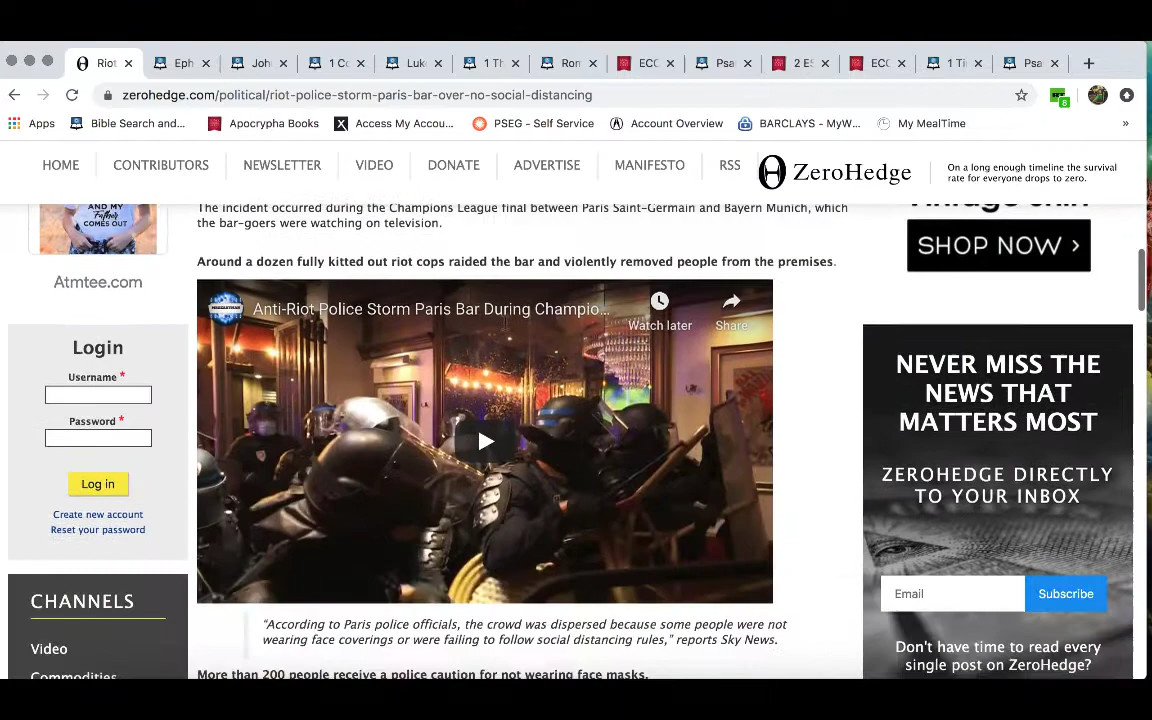 Riot
Eph
Joh
1 Co
Luk
1 Th
Rom
ECC
Psa
2 ES
ECC
1 Ti
Psa
zerohedge.com/political/riot-police-storm-paris-bar-over-no-social-distancing
8
Apps
Bible Search and...
Apocrypha Books
Access My Accou...
PSEG - Self Service
Account Overview
BARCLAYS - MyW...
My MealTime
»
HOME
CONTRIBUTORS
NEWSLETTER
VIDEO
DONATE
ADVERTISE
MANIFESTO
RSS
ZeroHedge
On a long enough timeline the survival
rate for everyone drops to zero.
AND MY
Father
COMES OUT
Atmtee.com
Login
Username *
Password *
Log in
Create new account
Reset your password
CHANNELS
Video
Commodities
The incident occurred during the Champions League final between Paris Saint-Germain and Bayern Munich, which
the bar-goers were watching on television.
Around a dozen fully kitted out riot cops raided the bar and violently removed people from the premises.
Anti-Riot Police Storm Paris Bar During Champio...
Watch later
Share
“According to Paris police officials, the crowd was dispersed because some people were not
wearing face coverings or were failing to follow social distancing rules,” reports Sky News.
More than 200 people receive a police caution for not wearing face masks.
SHOP NOW ›
NEVER MISS THE
NEWS THAT
MATTERS MOST
ZEROHEDGE DIRECTLY
TO YOUR INBOX
Email
Subscribe
Don't have time to read every
single post on ZeroHedge?